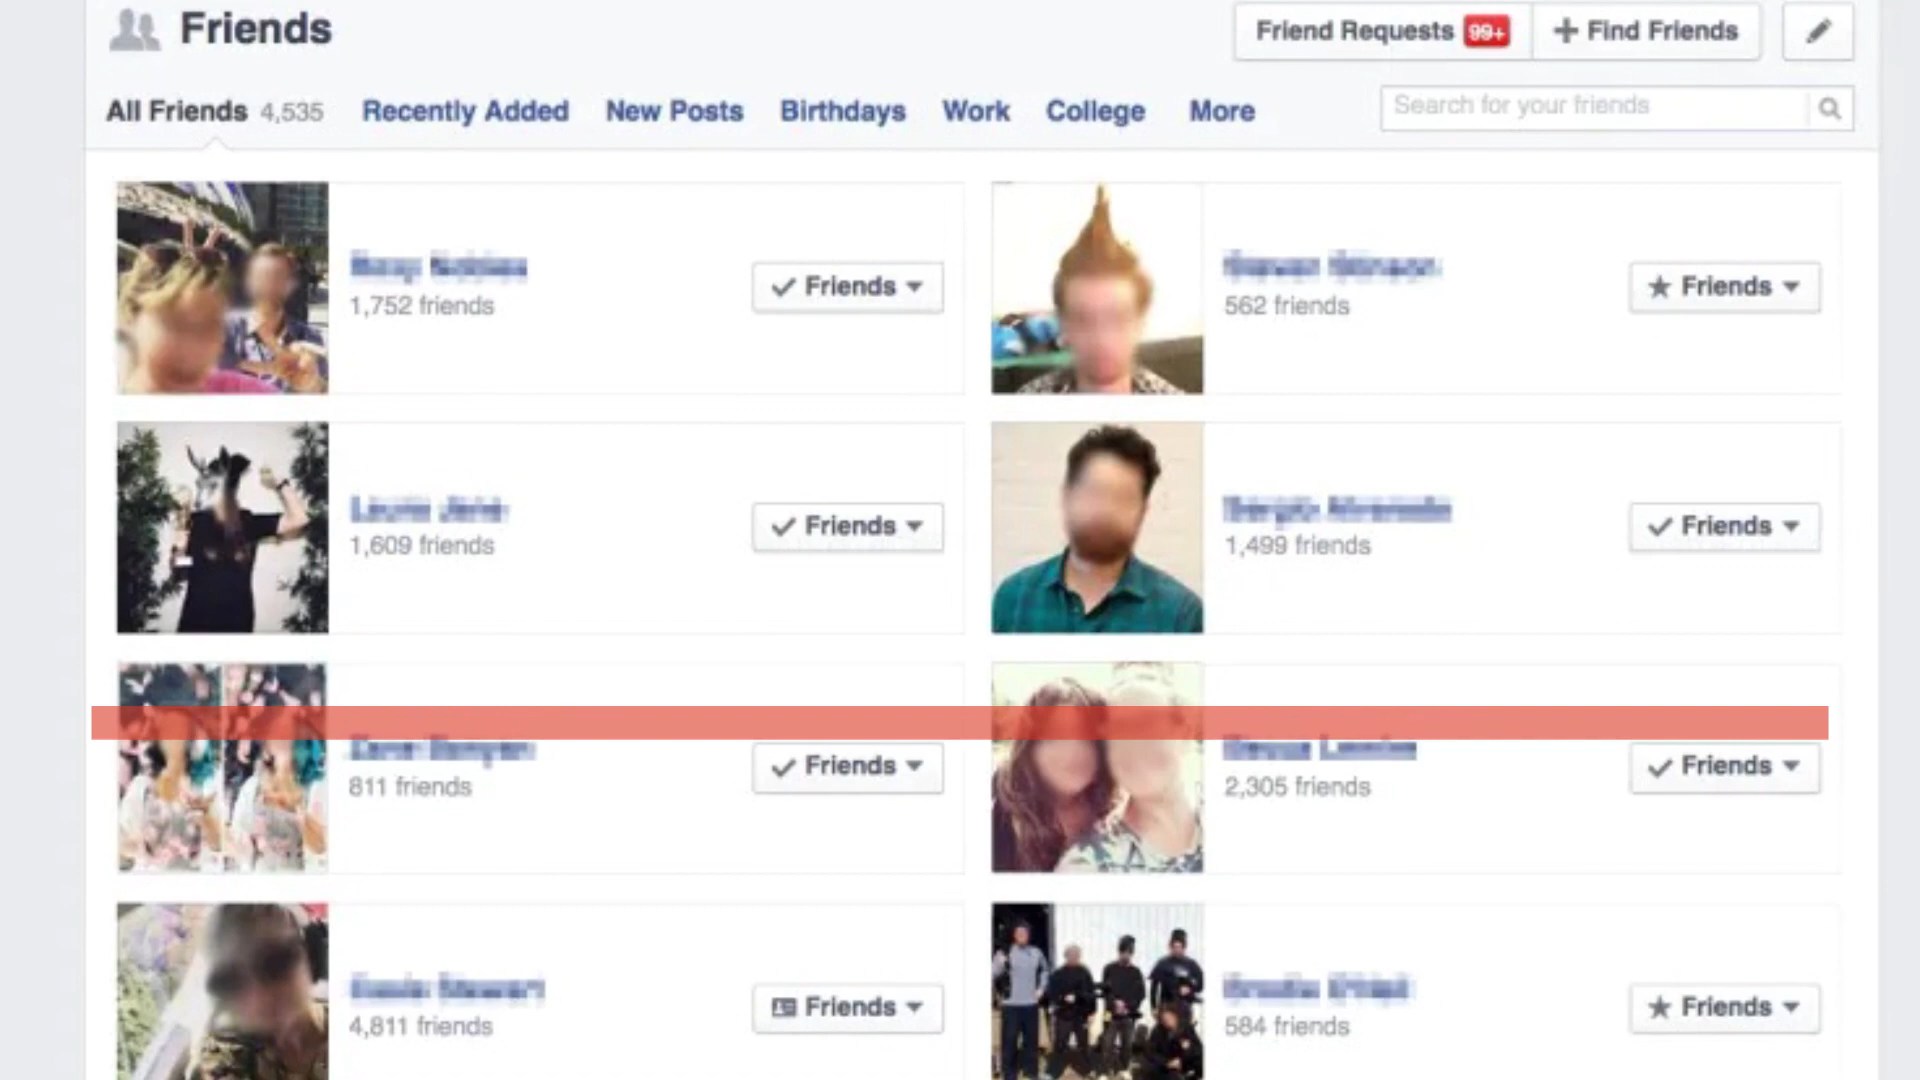 Friends
Friend Requests 99+
Find Friends
All Friends 4,535
Recently Added
New Posts
Birthdays
Work
College
More
Search for your friends
1,752 friends
Friends
562 friends
Friends
1,609 friends
Friends
1,499 friends
Friends
811 friends
Friends
2,305 friends
Friends
4,811 friends
Friends
584 friends
Friends